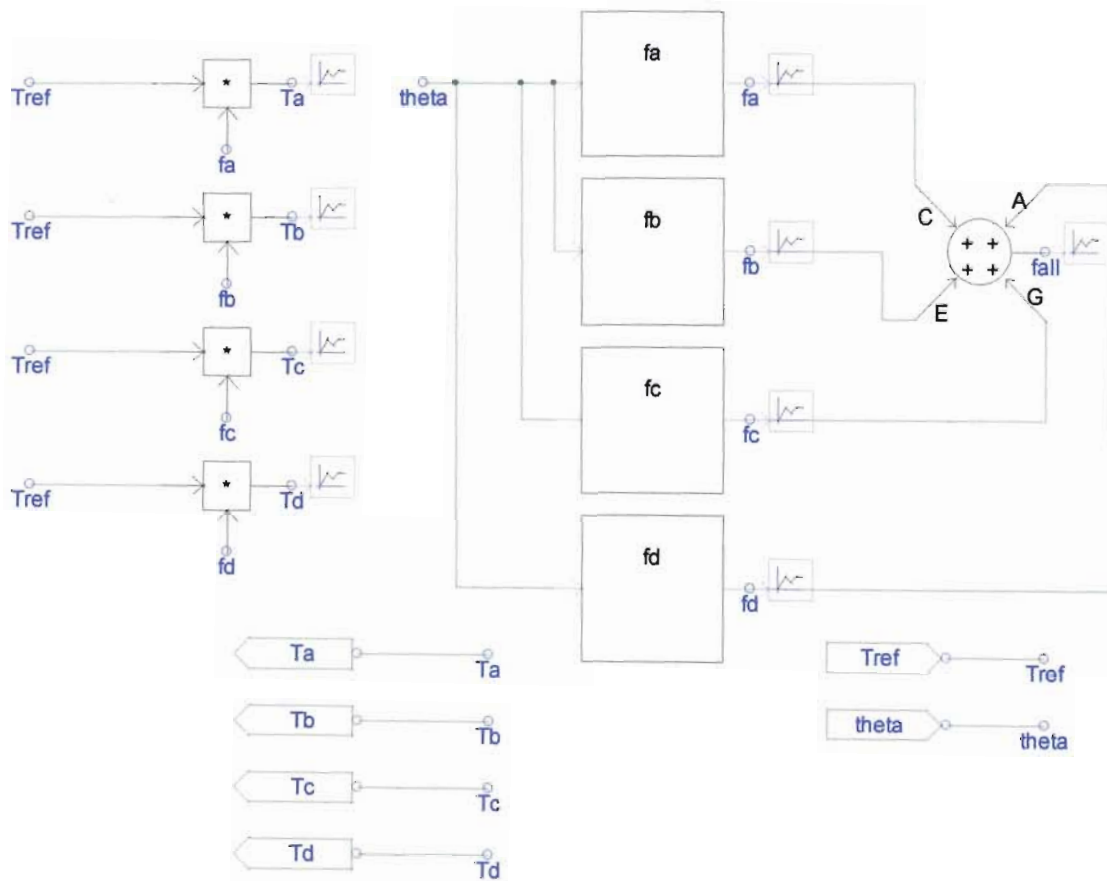 fa
Tref * Ta theta fa
fa
fb
C A
Tref * Tb fb + + fall
fb + +
E G
fc
Tref * Tc
fc fc
Tref * Td
fd
fd fd
Ta Ta
Tref Tref
Tb Tb
theta theta
Tc Tc
Td Td